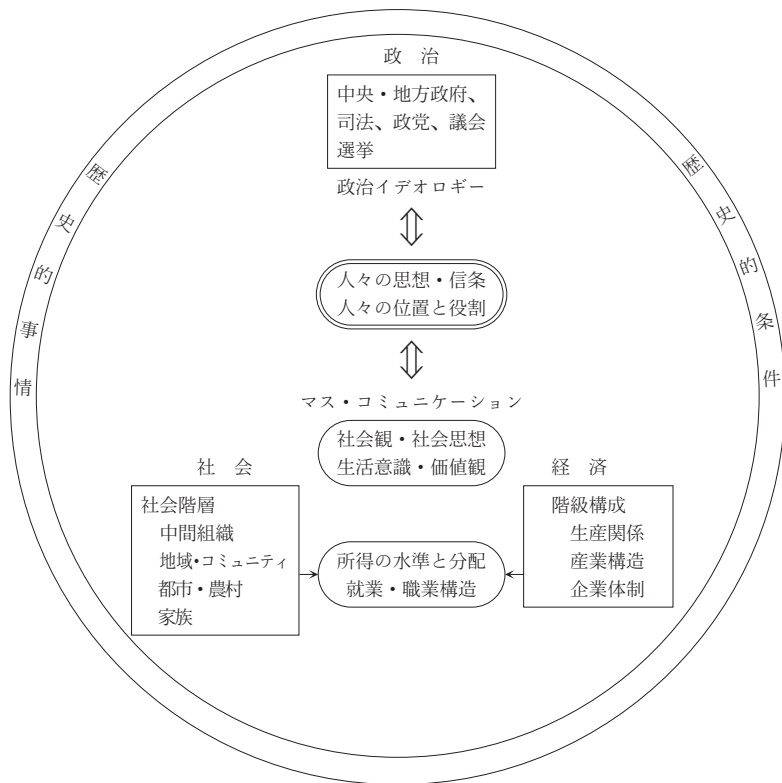 政 治
中央・地方政府、
司法、政党、議会
選挙
政治イデオロギー
人々の思想・信条
人々の位置と役割
マス・コミュニケーション
社会観・社会思想
生活意識・価値観
社 会
社会階層
中間組織
地域・コミュニティ
都市・農村
家族
所得の水準と分配
就業・職業構造
経 済
階級構成
生産関係
産業構造
企業体制
歴史的事情
歴史的条件